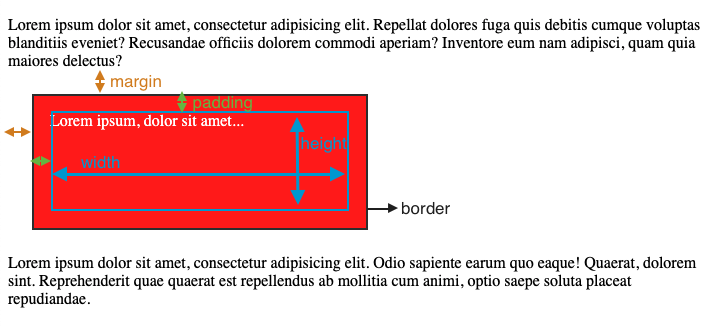 Lorem ipsum dolor sit amet, consectetur adipisicing elit. Repellat dolores fuga quis debitis cumque voluptas
blanditiis eveniet? Recusandae officiis dolorem commodi aperiam? Inventore eum nam adipisci, quam quia
maiores delectus?
margin
padding
Lorem ipsum, dolor sit amet...
height
width
border
Lorem ipsum dolor sit amet, consectetur adipisicing elit. Odio sapiente earum quo eaque! Quaerat, dolorem
sint. Reprehenderit quae quaerat est repellendus ab mollitia cum animi, optio saepe soluta placeat
repudiandae.